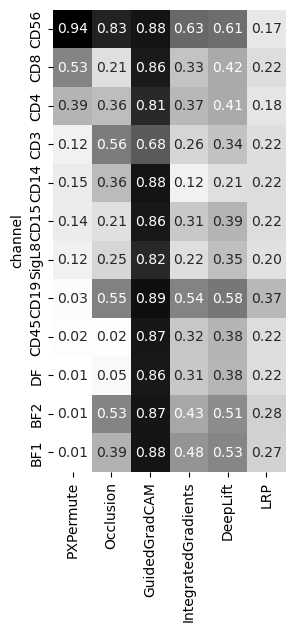 channel
CD56 0.94 0.83 0.88 0.63 0.61 0.17
CD8 0.53 0.21 0.86 0.33 0.42 0.22
CD4 0.39 0.36 0.81 0.37 0.41 0.18
CD3 0.12 0.56 0.68 0.26 0.34 0.22
CD14 0.15 0.36 0.88 0.12 0.21 0.22
CD15 0.14 0.21 0.86 0.31 0.39 0.22
SigL8 0.12 0.25 0.82 0.22 0.35 0.20
CD19 0.03 0.55 0.89 0.54 0.58 0.37
CD45 0.02 0.02 0.87 0.32 0.38 0.22
DF 0.01 0.05 0.86 0.31 0.38 0.22
BF2 0.01 0.53 0.87 0.43 0.51 0.28
BF1 0.01 0.39 0.88 0.48 0.53 0.27
PXPermute
Occlusion
GuidedGradCAM
IntegratedGradients
DeepLift
LRP